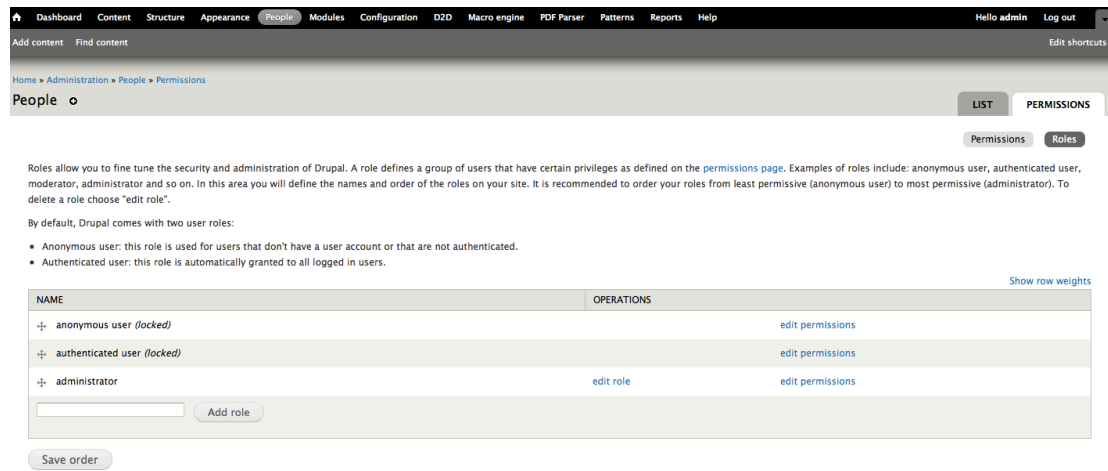 Dashboard Content Structure Appearance People Modules Configuration D2D Macro engine PDF Parser Patterns Reports Help Hello admin Log out
Add content Find content Edit shortcuts
Home » Administration » People » Permissions
People LIST PERMISSIONS
Permissions Roles
Roles allow you to fine tune the security and administration of Drupal. A role defines a group of users that have certain privileges as defined on the permissions page. Examples of roles include: anonymous user, authenticated user,
moderator, administrator and so on. In this area you will define the names and order of the roles on your site. It is recommended to order your roles from least permissive (anonymous user) to most permissive (administrator). To
delete a role choose "edit role".
By default, Drupal comes with two user roles:
• Anonymous user: this role is used for users that don't have a user account or that are not authenticated.
• Authenticated user: this role is automatically granted to all logged in users.
Show row weights
NAME OPERATIONS
anonymous user (locked) edit permissions
authenticated user (locked) edit permissions
administrator edit role edit permissions
Add role
Save order